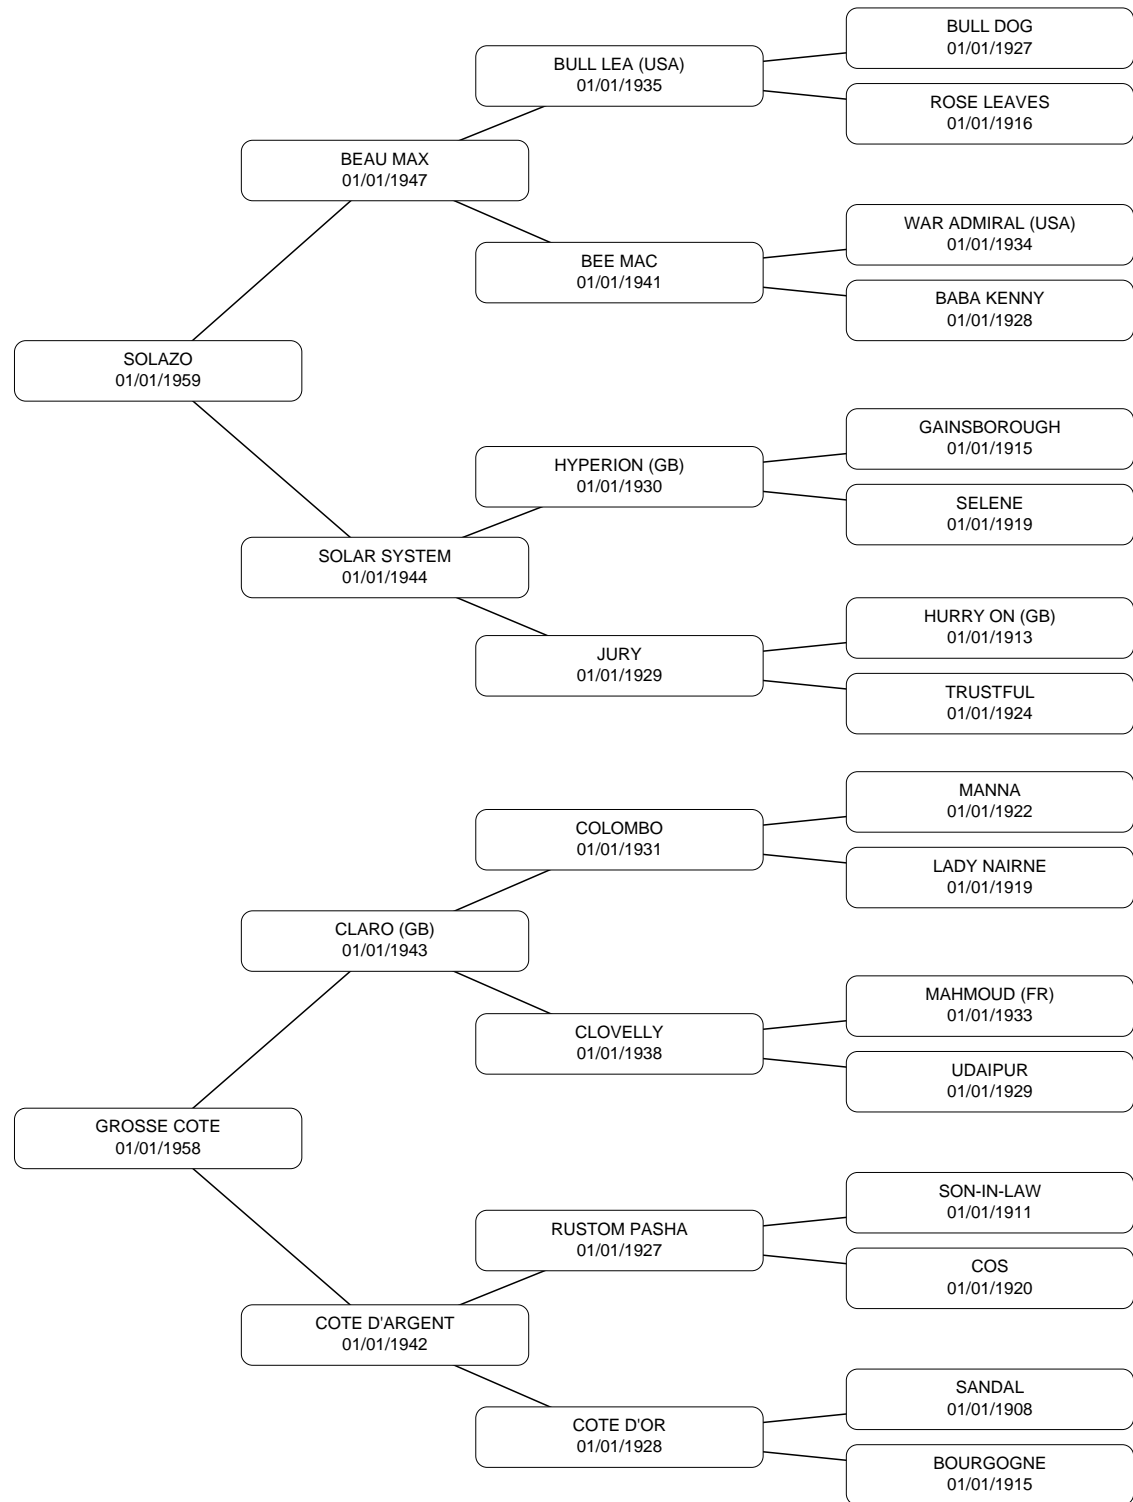 BULL DOG
01/01/1927
BULL LEA (USA)
01/01/1935
ROSE LEAVES
01/01/1916
BEAU MAX
01/01/1947
WAR ADMIRAL (USA)
01/01/1934
BEE MAC
01/01/1941
BABA KENNY
01/01/1928
SOLAZO
01/01/1959
GAINSBOROUGH
01/01/1915
HYPERION (GB)
01/01/1930
SELENE
01/01/1919
SOLAR SYSTEM
01/01/1944
HURRY ON (GB)
01/01/1913
JURY
01/01/1929
TRUSTFUL
01/01/1924
MANNA
01/01/1922
COLOMBO
01/01/1931
LADY NAIRNE
01/01/1919
CLARO (GB)
01/01/1943
MAHMOUD (FR)
01/01/1933
CLOVELLY
01/01/1938
UDAIPUR
01/01/1929
GROSSE COTE
01/01/1958
SON-IN-LAW
01/01/1911
RUSTOM PASHA
01/01/1927
COS
01/01/1920
COTE D'ARGENT
01/01/1942
SANDAL
01/01/1908
COTE D'OR
01/01/1928
BOURGOGNE
01/01/1915